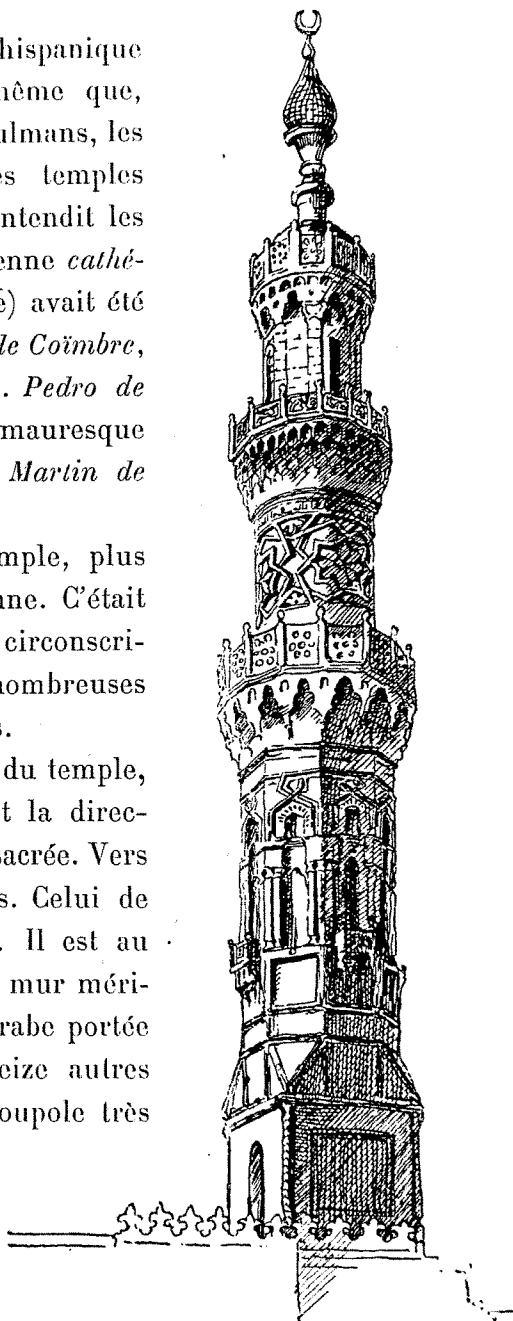 hispanique
nême que,
ulmans, les
es temples
ntendit les
enne cathé-
é) avait été
de Coïmbre,
. Pedro de
mauresque
Martin de
mple, plus
nne. C'était
circonscri-
nombreuses
s.
du temple,
t la direc-
sacrée. Vers
s. Celui de
. Il est au
mur méri-
rabe portée
eize autres
oupole très